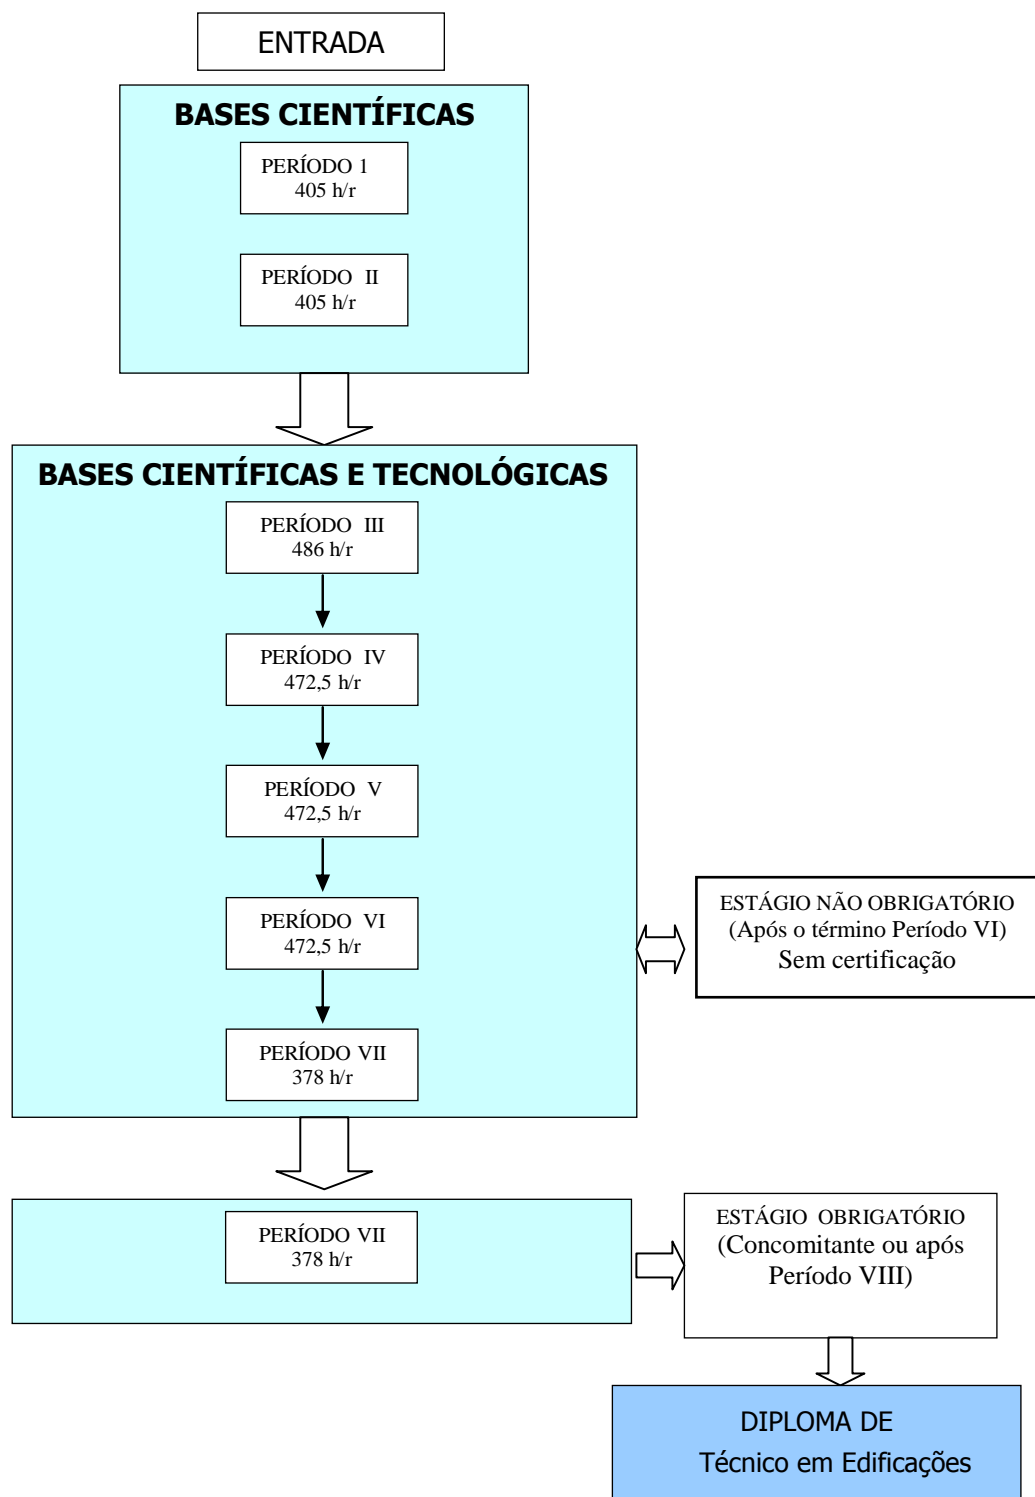 ENTRADA
BASES CIENTÍFICAS
PERÍODO 1
405 h/r
PERÍODO II
405 h/r
BASES CIENTÍFICAS E TECNOLÓGICAS
PERÍODO III
486 h/r
PERÍODO IV
472,5 h/r
PERÍODO V
472,5 h/r
PERÍODO VI
472,5 h/r
ESTÁGIO NÃO OBRIGATÓRIO
(Após o término Período VI)
Sem certificação
PERÍODO VII
378 h/r
PERÍODO VII
378 h/r
ESTÁGIO OBRIGATÓRIO
(Concomitante ou após
Período VIII)
DIPLOMA DE
Técnico em Edificações